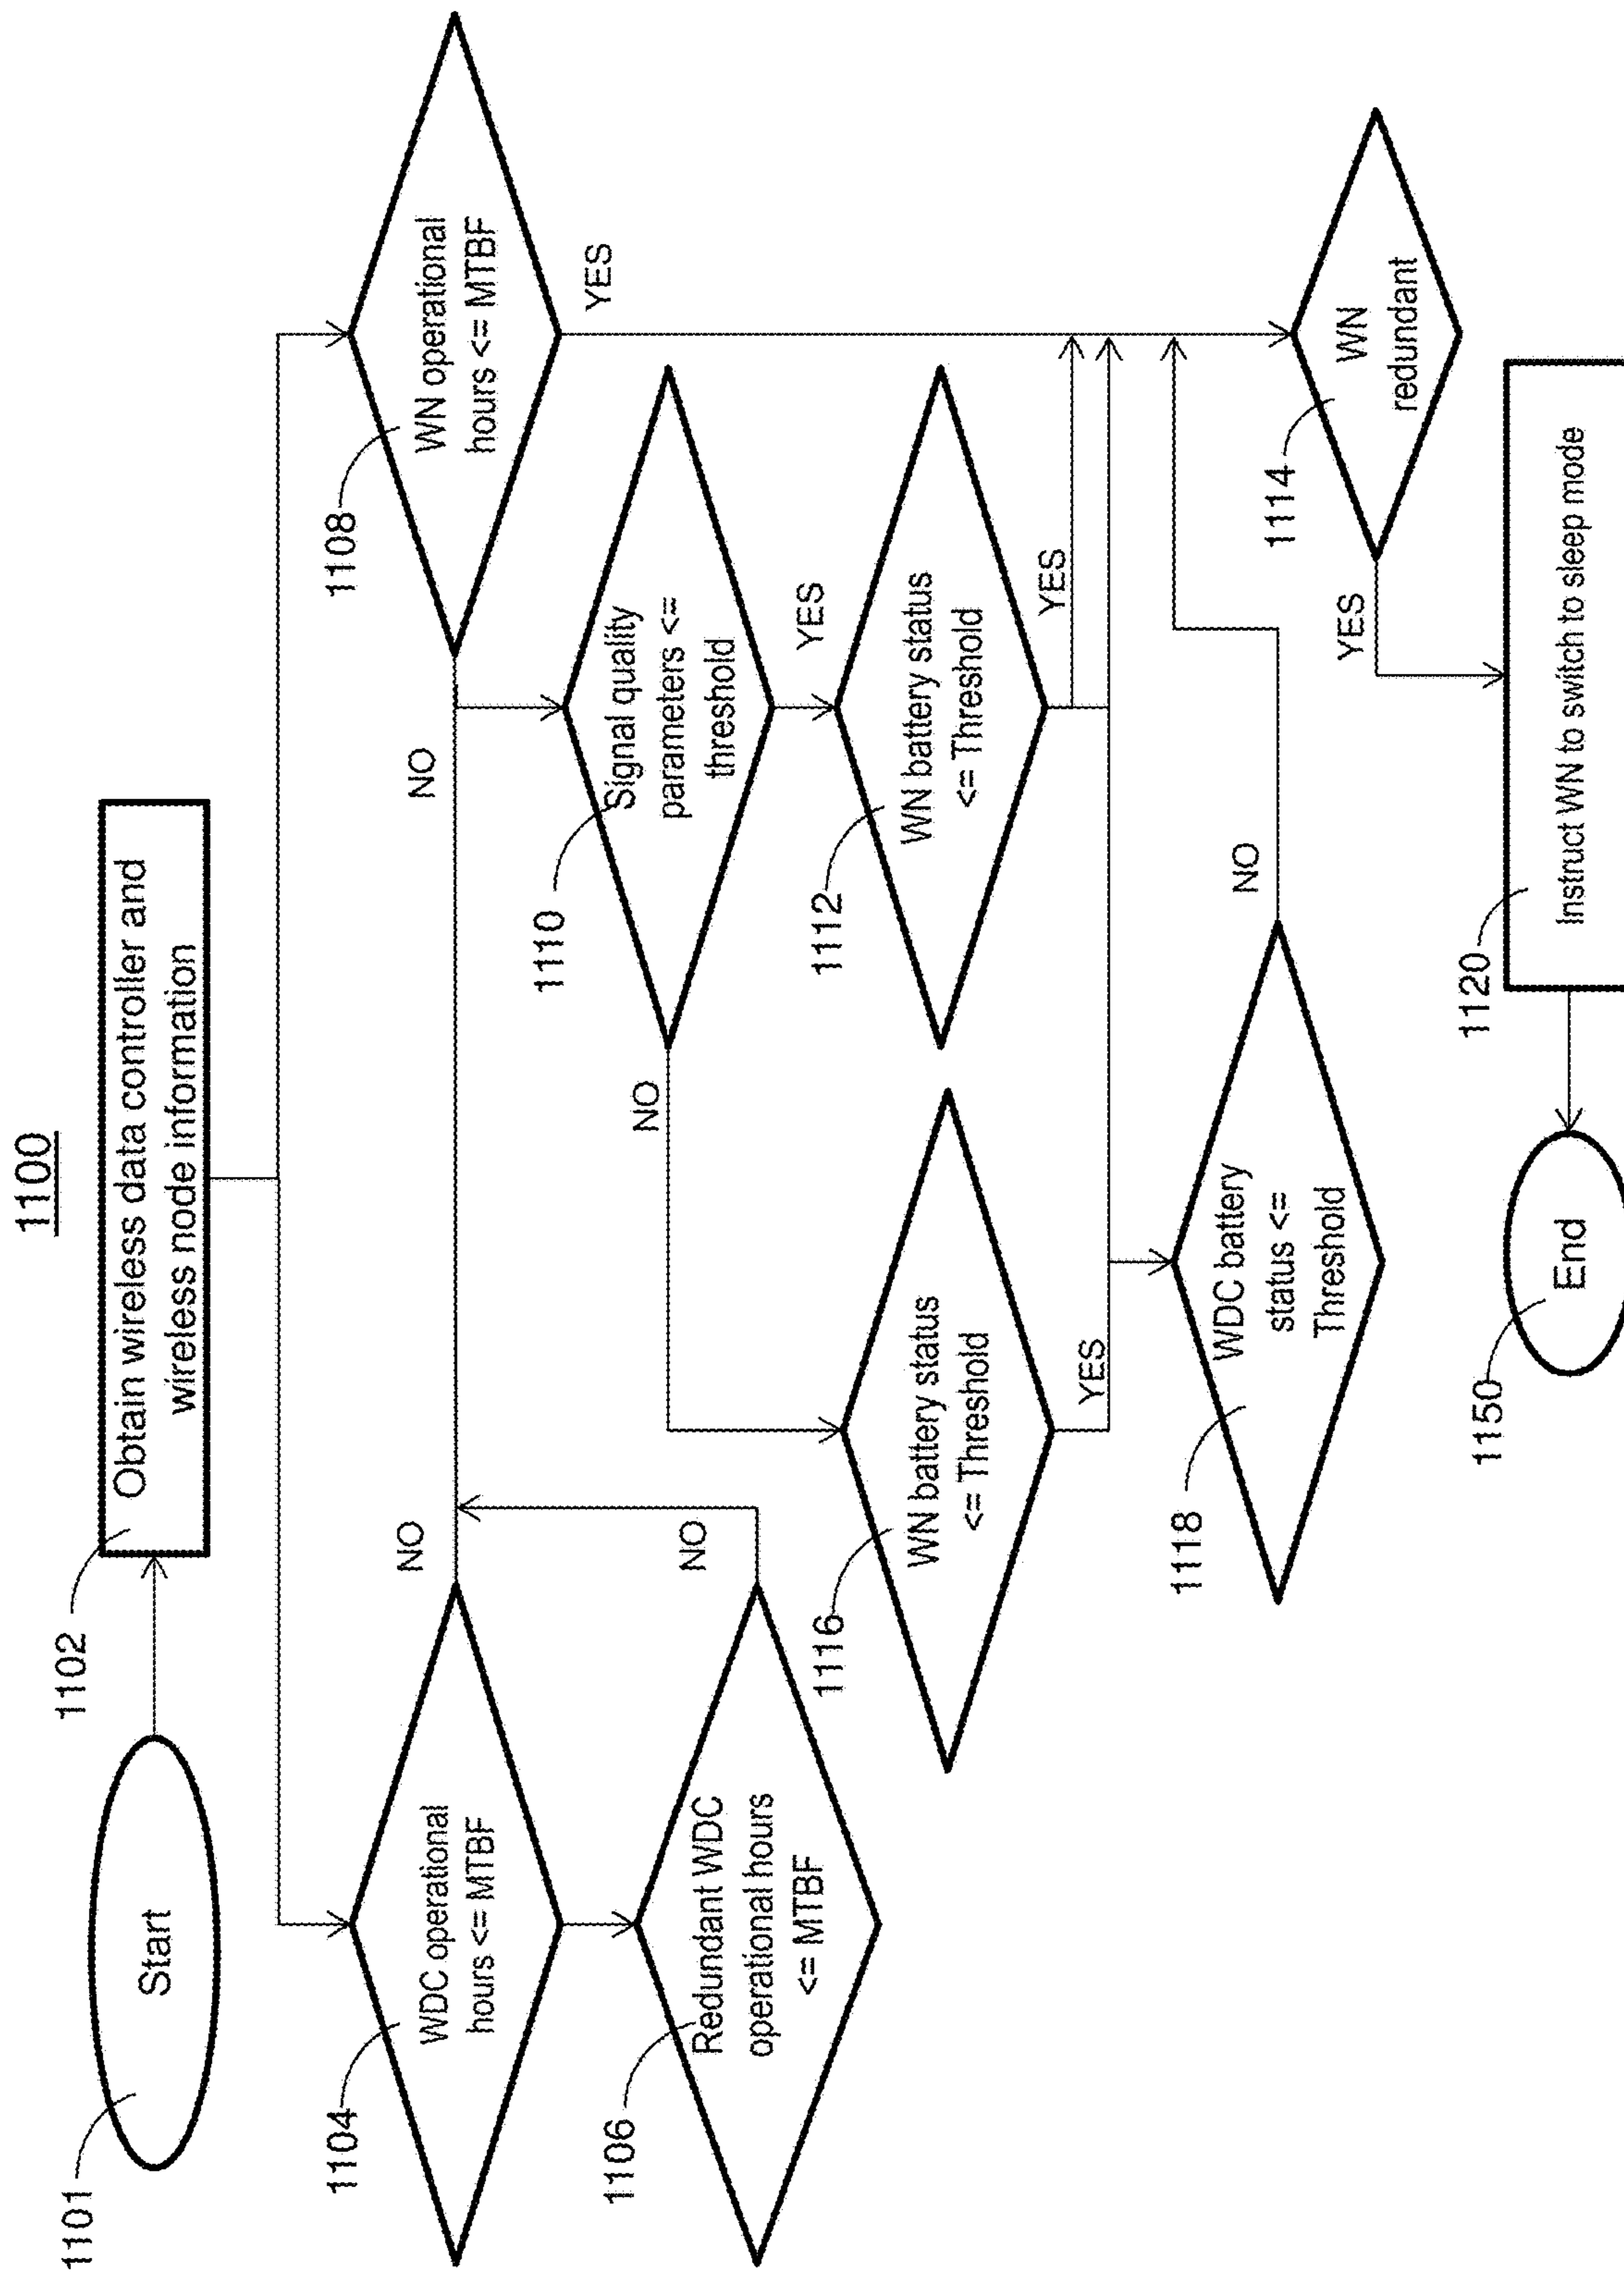 1100
1101
Start
1102
Obtain wireless data controller and
wireless node information
1104
WDC operational
hours <= MTBF
NO
NO
1108
WN operational
hours <= MTBF
YES
1106
Redundant WDC
operational hours
<= MTBF
NO
NO
1110
Signal quality
parameters <=
threshold
YES
1116
WN battery status
<= Threshold
YES
1112
WN battery status
<= Threshold
YES
1118
WDC battery
status <=
Threshold
NO
1114
WN
redundant
YES
1150
End
1120
Instruct WN to switch to sleep mode